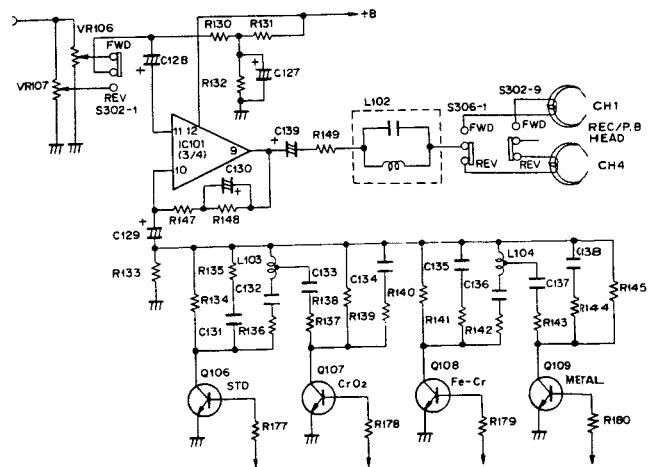 VR106
FWD
R130
R131
+B
VR107
REV
S302-1
C128
R132
C127
11 12
IC101
(3/4)
9
10
C139
R149
L102
S306-1
S302-9
FWD
FWD
REV
REV
CH1
REC/P.B
HEAD
CH4
C130
R147
R148
C129
R133
R134
R135
C131
L103
C132
R136
C133
R138
R137
C134
R139
R140
C135
R141
C136
R142
L104
C137
R143
C138
R144
R145
Q106
STD
Q107
CrO2
Q108
Fe-Cr
Q109
METAL
R177
R178
R179
R180